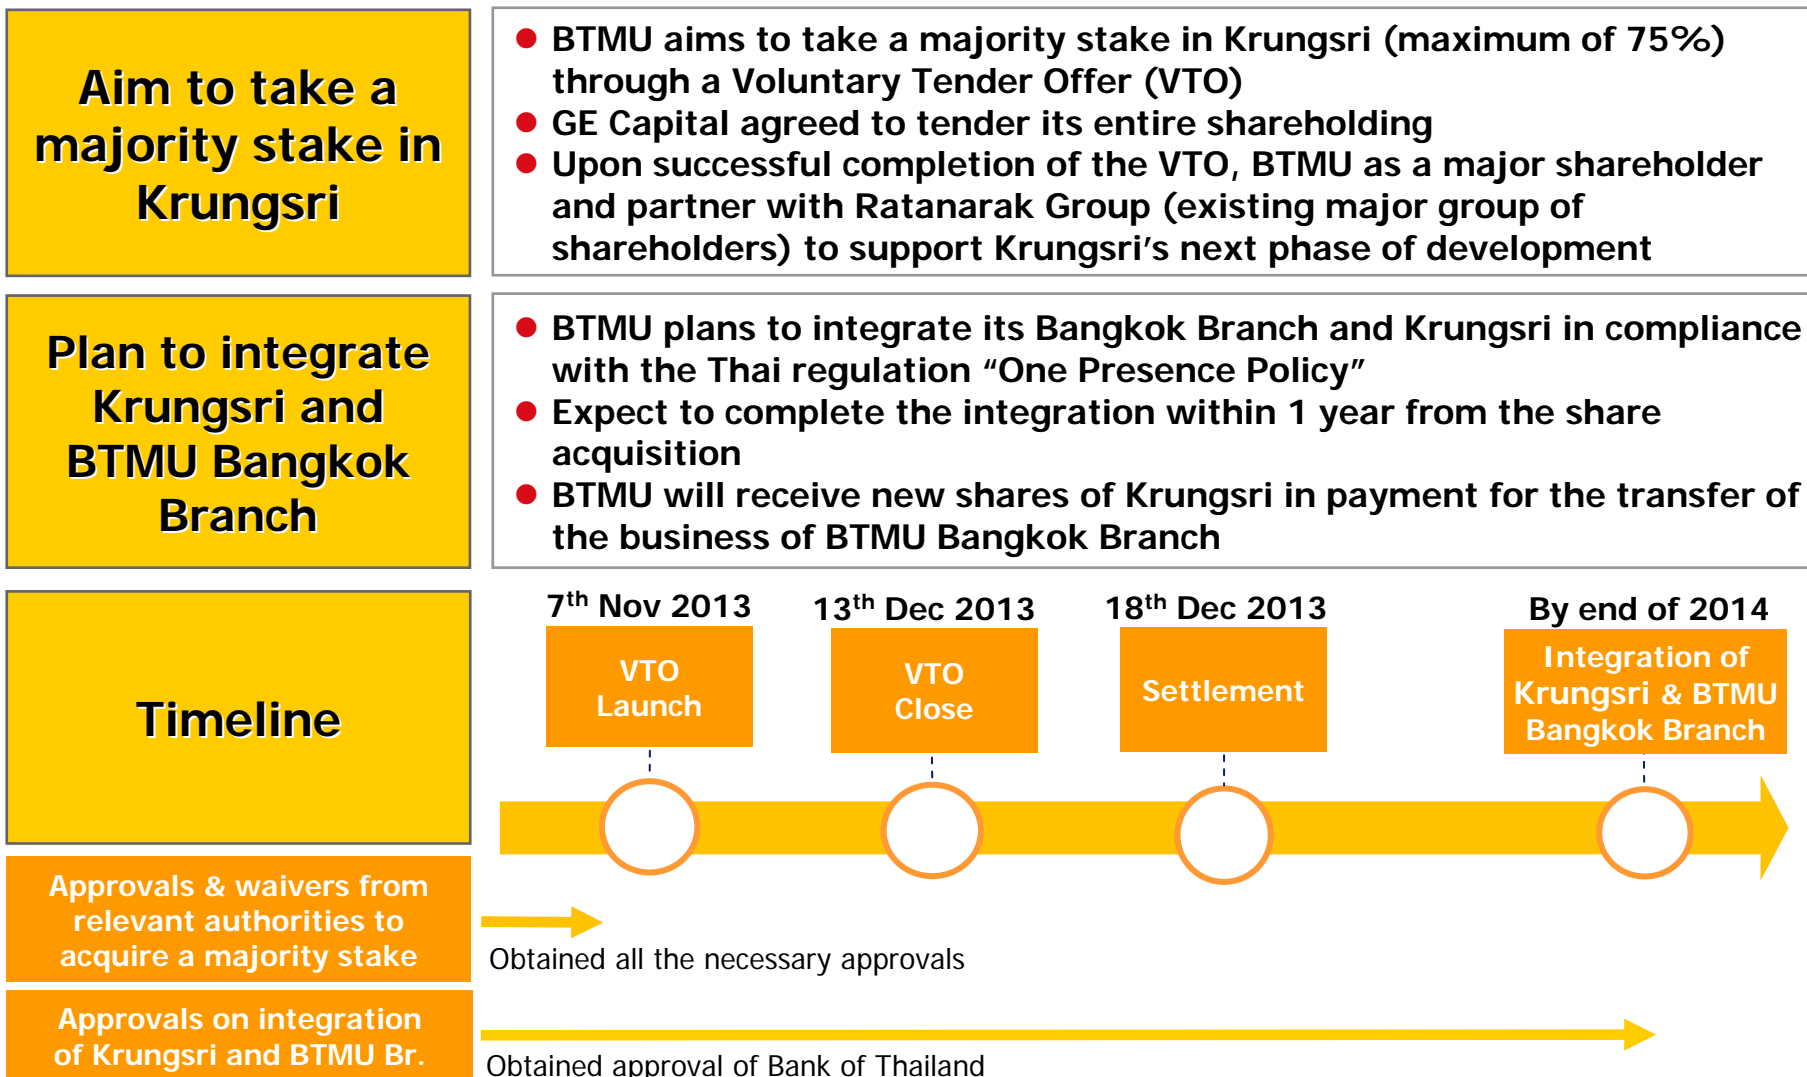 Aim to take a
majority stake in
Krungsri
● BTMU aims to take a majority stake in Krungsri (maximum of 75%)
through a Voluntary Tender Offer (VTO)
● GE Capital agreed to tender its entire shareholding
● Upon successful completion of the VTO, BTMU as a major shareholder
and partner with Ratanarak Group (existing major group of
shareholders) to support Krungsri's next phase of development
Plan to integrate
Krungsri and
BTMU Bangkok
Branch
● BTMU plans to integrate its Bangkok Branch and Krungsri in compliance
with the Thai regulation “One Presence Policy”
● Expect to complete the integration within 1 year from the share
acquisition
● BTMU will receive new shares of Krungsri in payment for the transfer of
the business of BTMU Bangkok Branch
Timeline
7th Nov 2013
VTO
Launch
13th Dec 2013
VTO
Close
18th Dec 2013
Settlement
By end of 2014
Integration of
Krungsri & BTMU
Bangkok Branch
Approvals & waivers from
relevant authorities to
acquire a majority stake
Obtained all the necessary approvals
Approvals on integration
of Krungsri and BTMU Br.
Obtained approval of Bank of Thailand